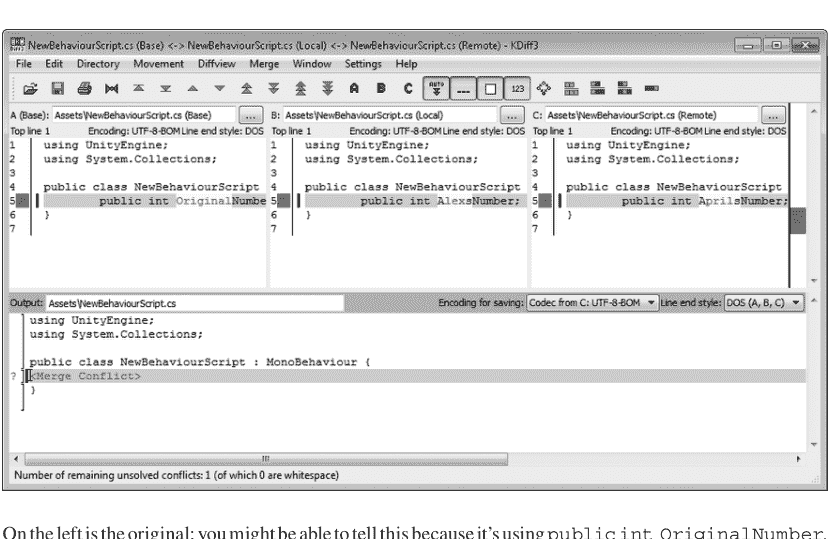 NewBehaviourScript.cs (Base) <-> NewBehaviourScript.cs (Local) <-> NewBehaviourScript.cs (Remote) - KDiff3
File Edit Directory Movement Diffview Merge Window Settings Help
A B C AUTO 123
A (Base): Assets\NewBehaviourScript.cs (Base) ... B: Assets\NewBehaviourScript.cs (Local) ... C: Assets\NewBehaviourScript.cs (Remote) ...
Top line 1 Encoding: UTF-8-BOM Line end style: DOS Top line 1 Encoding: UTF-8-BOM Line end style: DOS Top line 1 Encoding: UTF-8-BOM Line end style: DOS
1 using UnityEngine; 1 using UnityEngine; 1 using UnityEngine;
2 using System.Collections; 2 using System.Collections; 2 using System.Collections;
3 3 3
4 public class NewBehaviourScript 4 public class NewBehaviourScript 4 public class NewBehaviourScript
5 public int OriginalNumbe 5 public int AlexsNumber; 5 public int AprilsNumber;
6 } 6 } 6 }
7 7 7
Output: Assets\NewBehaviourScript.cs Encoding for saving: Codec from C: UTF-8-BOM Line end style: DOS (A, B, C)
using UnityEngine;
using System.Collections;
public class NewBehaviourScript : MonoBehaviour {
? <Merge Conflict>
}
Number of remaining unsolved conflicts: 1 (of which 0 are whitespace)
On the left is the original; you might be able to tell this because it's using public int OriginalNumber.